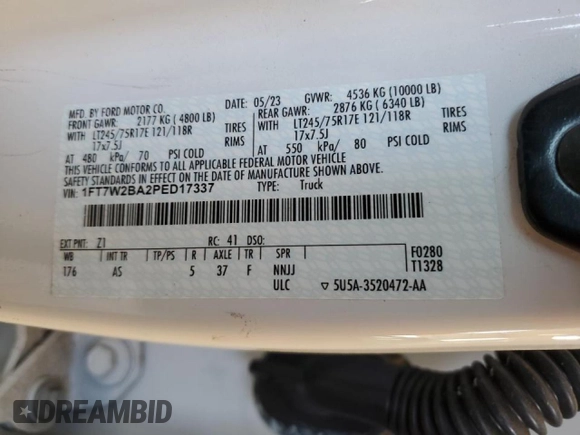 MFD. BY FORD MOTOR CO.
DATE: 05/23 GVWR: 4536 KG (10000 LB)
FRONT GAWR: 2177 KG ( 4800 LB) REAR GAWR: 2876 KG ( 6340 LB)
WITH LT245/75R17E 121/118R TIRES WITH LT245/75R17E 121/118R TIRES
17x7.5J RIMS 17x7.5J RIMS
AT 480 kPa/ 70 PSI COLD AT 550 kPa/ 80 PSI COLD
THIS VEHICLE CONFORMS TO ALL APPLICABLE FEDERAL MOTOR VEHICLE
SAFETY STANDARDS IN EFFECT ON THE DATE OF MANUFACTURE SHOWN ABOVE.
VIN: 1FT7W2BA2PED17337 TYPE: Truck
EXT PNT: Z1 RC: 41 DSO:
WB INT TR TP/PS R AXLE TR SPR F0280
176 AS 5 37 F NNJJ T1328
ULC ▽ 5U5A-3520472-AA
DREAMBID